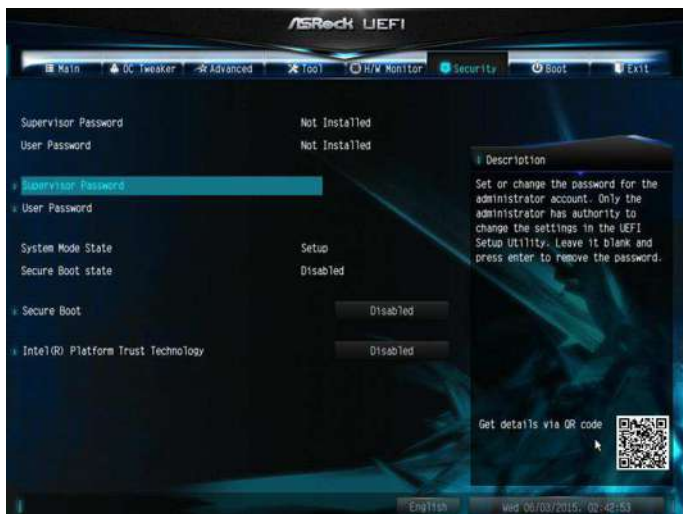 ASRock UEFI
Main OC Tweaker Advanced Tool H/W Monitor Security Boot Exit
Supervisor Password Not Installed
User Password Not Installed
Supervisor Password
User Password
System Mode State Setup
Secure Boot state Disabled
Secure Boot Disabled
Intel(R) Platform Trust Technology Disabled
Description
Set or change the password for the
administrator account. Only the
administrator has authority to
change the settings in the UEFI
Setup Utility. Leave it blank and
press enter to remove the password.
Get details via QR code
English Wed 06/03/2015. 02:42:53